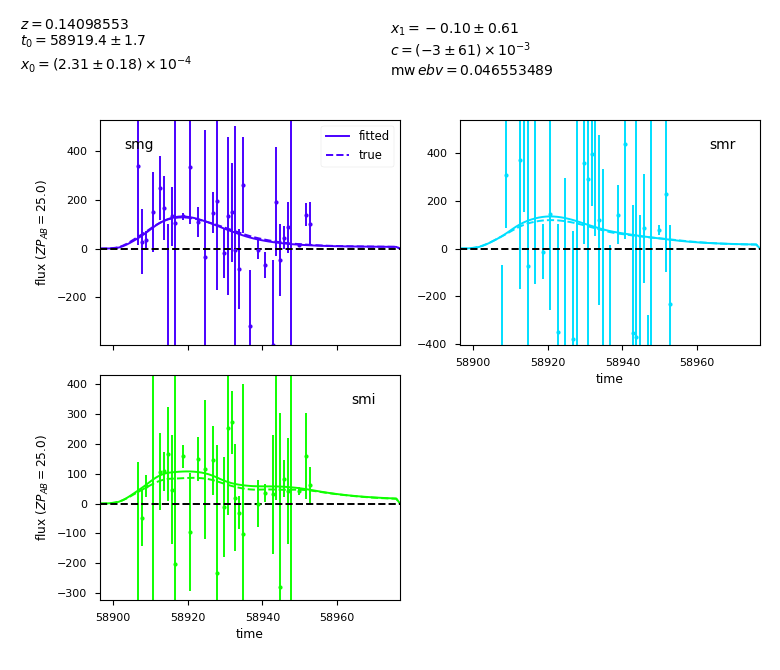 z = 0.14098553
t₀ = 58919.4 ± 1.7
x₀ = (2.31 ± 0.18) × 10⁻⁴
x₁ = −0.10 ± 0.61
c = (−3 ± 61) × 10⁻³
mw ebv = 0.046553489
smg
fitted
true
400
200
0
−200
flux (ZP_AB = 25.0)
smr
400
200
0
−200
−400
58900 58920 58940 58960
time
smi
400
300
200
100
0
−100
−200
−300
flux (ZP_AB = 25.0)
58900 58920 58940 58960
time